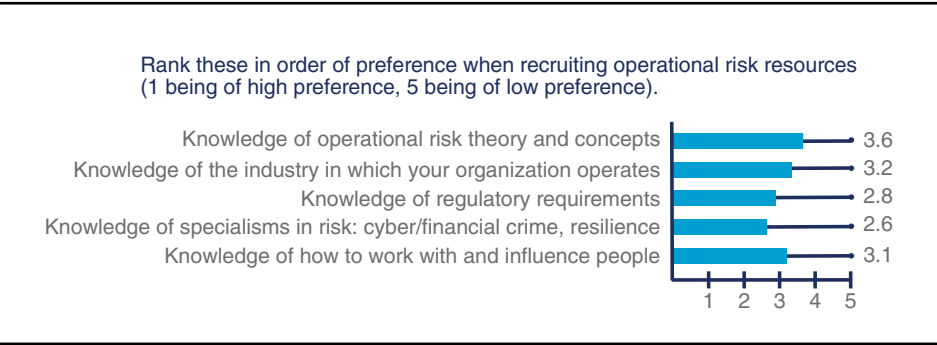 Rank these in order of preference when recruiting operational risk resources
(1 being of high preference, 5 being of low preference).
Knowledge of operational risk theory and concepts 3.6
Knowledge of the industry in which your organization operates 3.2
Knowledge of regulatory requirements 2.8
Knowledge of specialisms in risk: cyber/financial crime, resilience 2.6
Knowledge of how to work with and influence people 3.1
1 2 3 4 5